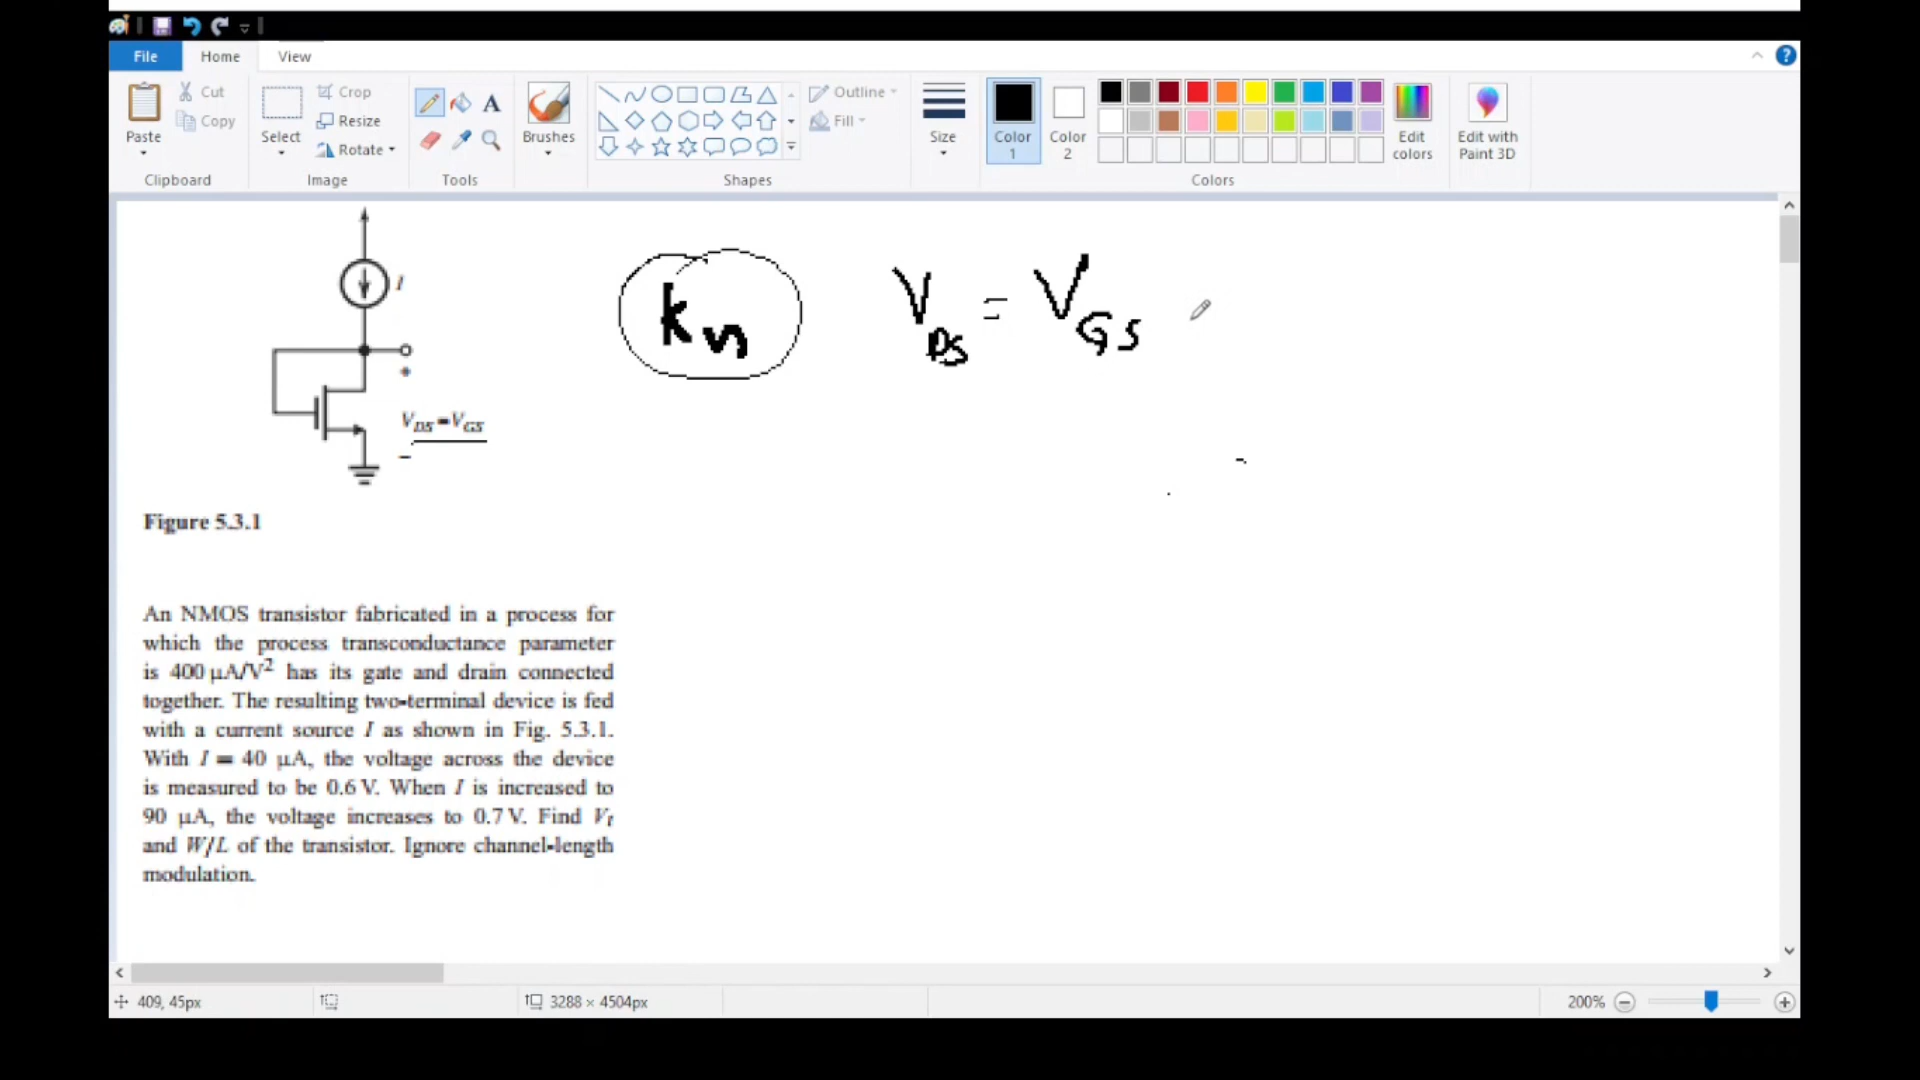 File Home View
Paste Cut Copy Clipboard
Select Crop Resize Rotate Image
A Tools
Brushes
Outline Fill Shapes
Size
Color 1 Color 2 Edit colors Colors
Edit with Paint 3D
I
+
V_DS = V_GS
−
k_n V_DS = V_GS
Figure 5.3.1
An NMOS transistor fabricated in a process for
which the process transconductance parameter
is 400 μA/V² has its gate and drain connected
together. The resulting two-terminal device is fed
with a current source I as shown in Fig. 5.3.1.
With I = 40 μA, the voltage across the device
is measured to be 0.6 V. When I is increased to
90 μA, the voltage increases to 0.7 V. Find V_t
and W/L of the transistor. Ignore channel-length
modulation.
409, 45px 3288 × 4504px 200%